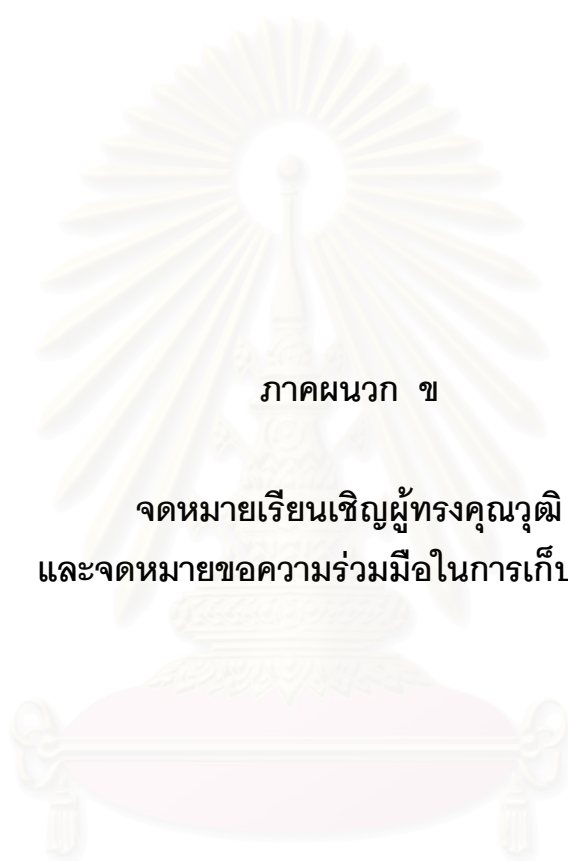 ภาคผนวก ข
จดหมายเรียนเชิญผู้ทรงคุณวุฒิ
และจดหมายขอความร่วมมือในการเก็บ